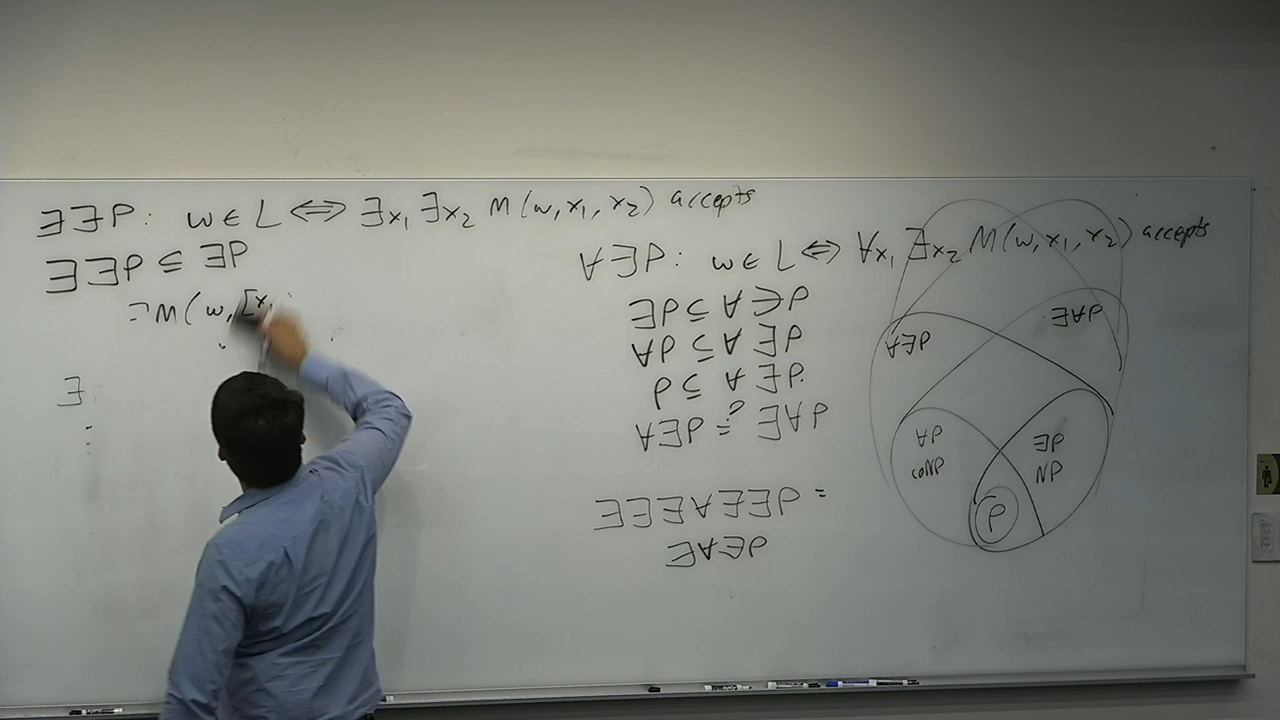 ∃∃P: w∈L ⟺ ∃x₁ ∃x₂ M(w, x₁, x₂) accepts
∃∃P ⊆ ∃P
M(w, [x₁
∃
∀∃P: w∈L ⟺ ∀x₁ ∃x₂ M(w, x₁, x₂) accepts
∃P ⊆ ∀∃P
∀P ⊆ ∀∃P
P ⊆ ∀∃P
∀∃P ≟ ∃∀P
∃∃∃∀∃∃P =
∃∀∃P
∀∃P
∃∀P
∀P
coNP
∃P
NP
P